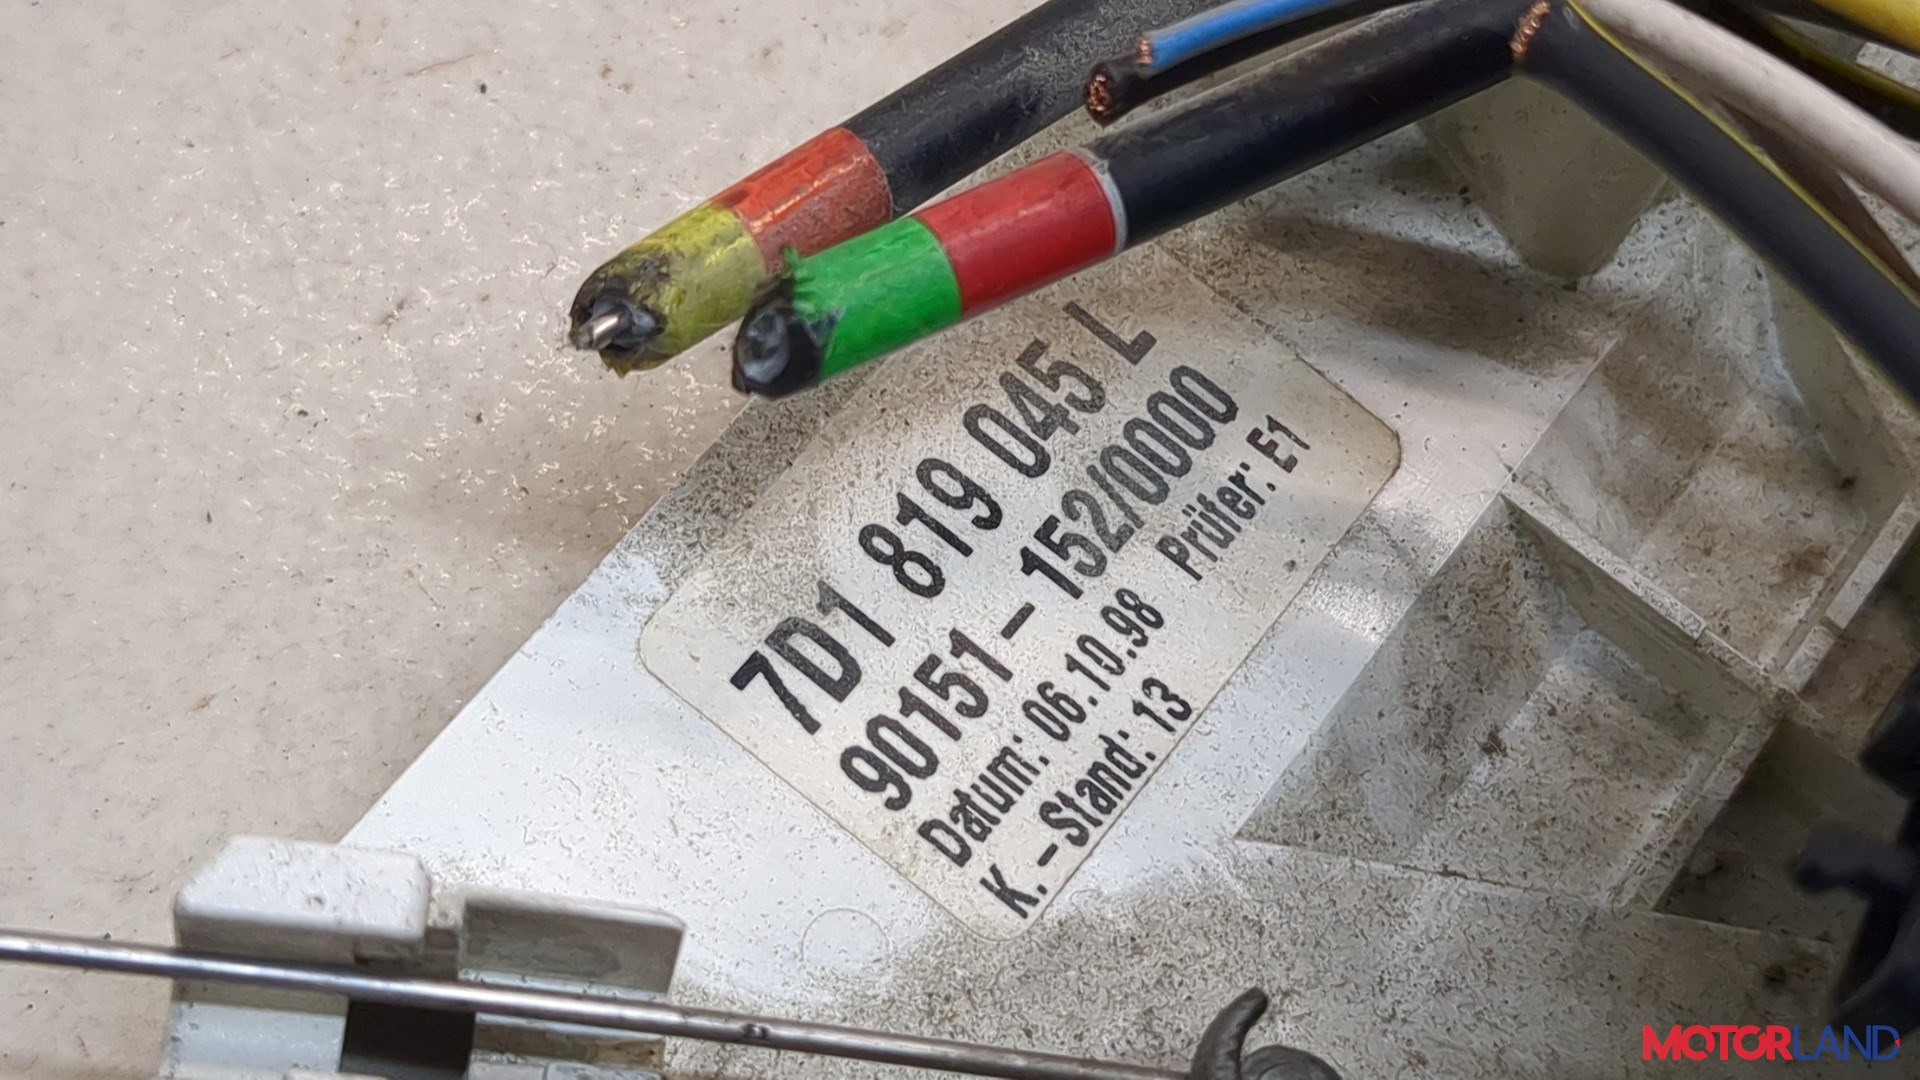 7D1 819 045 L
90151-152/0000
Datum: 06.10.98 Prüfer: E1
K.-Stand: 13
MOTORLAND